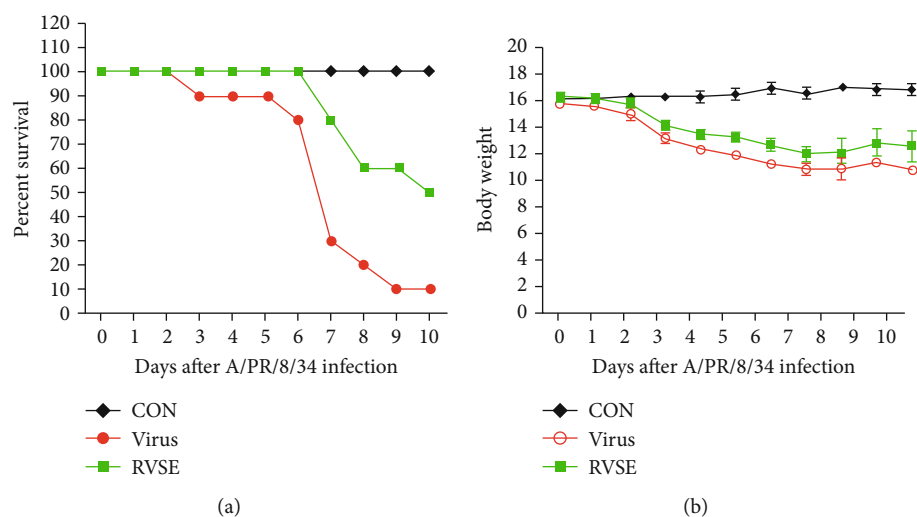 120
110
100
90
80
70
60
50
40
30
20
10
0
Percent survival
0 1 2 3 4 5 6 7 8 9 10
Days after A/PR/8/34 infection
CON
Virus
RVSE
(a)
20
18
16
14
12
10
8
6
4
2
0
Body weight
0 1 2 3 4 5 6 7 8 9 10
Days after A/PR/8/34 infection
CON
Virus
RVSE
(b)